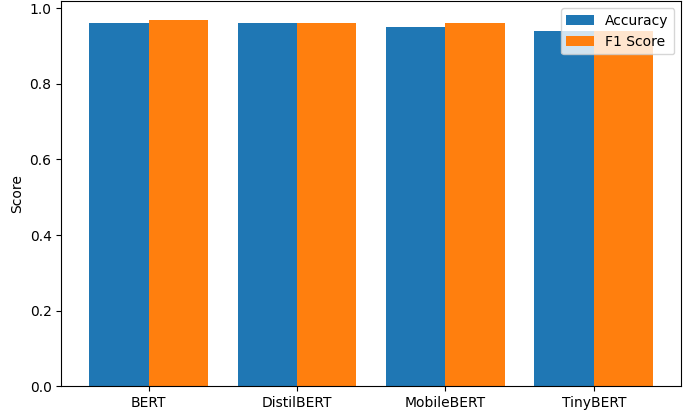 1.0
0.8
0.6
0.4
0.2
0.0
Score
Accuracy
F1 Score
BERT
DistilBERT
MobileBERT
TinyBERT